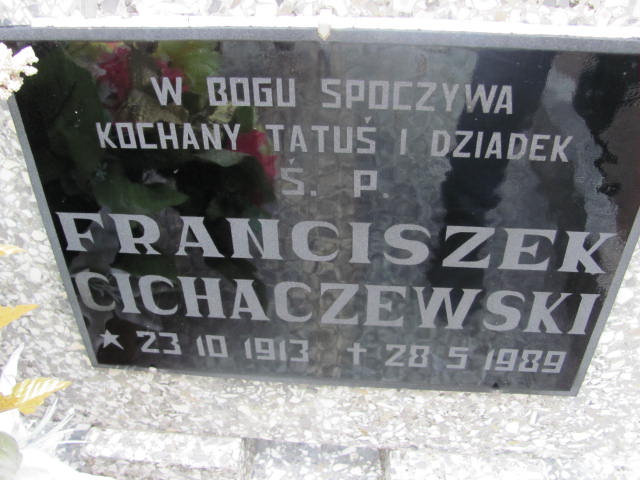 W BOGU SPOCZYWA
KOCHANY TATUŚ I DZIADEK
Ś. P.
FRANCISZEK
CICHACZEWSKI
★ 23 10 1913 ✝ 28 5 1989